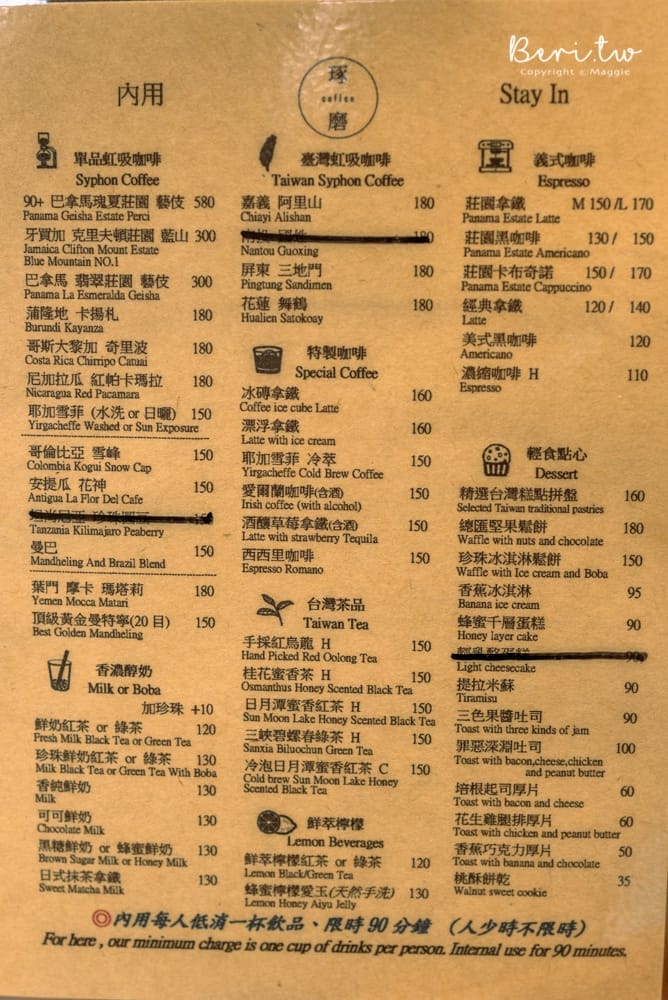 Beri.tw
Copyright ©Maggie
內用
琢
coffee
磨
Stay In
單品虹吸咖啡
Syphon Coffee
90+ 巴拿馬瑰夏莊園 藝伎 580
Panama Geisha Estate Perci
牙買加 克里夫頓莊園 藍山 300
Jamaica Clifton Mount Estate
Blue Mountain NO.1
巴拿馬 翡翠莊園 藝伎 300
Panama La Esmeralda Geisha
蒲隆地 卡揚札 180
Burundi Kayanza
哥斯大黎加 奇里波 180
Costa Rica Chirripo Catuai
尼加拉瓜 紅帕卡瑪拉 180
Nicaragua Red Pacamara
耶加雪菲 (水洗 or 日曬) 150
Yirgacheffe Washed or Sun Exposure
哥倫比亞 雪峰 150
Colombia Kogui Snow Cap
安提瓜 花神 150
Antigua La Flor Del Cafe
Tanzania Kilimajaro Peaberry
曼巴 150
Mandheling And Brazil Blend
葉門 摩卡 瑪塔莉 180
Yemen Mocca Matari
頂級黃金曼特寧(20 目) 150
Best Golden Mandheling
香濃醇奶
Milk or Boba
加珍珠 +10
鮮奶紅茶 or 綠茶 120
Fresh Milk Black Tea or Green Tea
珍珠鮮奶紅茶 or 綠茶 130
Milk Black Tea or Green Tea With Boba
香純鮮奶 130
Milk
可可鮮奶 130
Chocolate Milk
黑糖鮮奶 or 蜂蜜鮮奶 130
Brown Sugar Milk or Honey Milk
日式抹茶拿鐵 130
Sweet Matcha Milk
臺灣虹吸咖啡
Taiwan Syphon Coffee
嘉義 阿里山 180
Chiayi Alishan
180
Nantou Guoxing
屏東 三地門 180
Pingtung Sandimen
花蓮 舞鶴 180
Hualien Satokoay
特製咖啡
Special Coffee
冰磚拿鐵 160
Coffee ice cube Latte
漂浮拿鐵 160
Latte with ice cream
耶加雪菲 冷萃 150
Yirgacheffe Cold Brew Coffee
愛爾蘭咖啡(含酒) 150
Irish coffee (with alcohol)
酒釀草莓拿鐵(含酒) 150
Latte with strawberry Tequila
西西里咖啡 150
Espresso Romano
台灣茶品
Taiwan Tea
手採紅烏龍 H 150
Hand Picked Red Oolong Tea
桂花蜜香茶 H 150
Osmanthus Honey Scented Black Tea
日月潭蜜香紅茶 H 150
Sun Moon Lake Honey Scented Black Tea
三峽碧螺春綠茶 H 150
Sanxia Biluochun Green Tea
冷泡日月潭蜜香紅茶 C 150
Cold brew Sun Moon Lake Honey
Scented Black Tea
鮮萃檸檬
Lemon Beverages
鮮萃檸檬紅茶 or 綠茶 120
Lemon Black/Green Tea
蜂蜜檸檬愛玉(天然手洗) 130
Lemon Honey Aiyu Jelly
義式咖啡
Espresso
莊園拿鐵 M 150 /L 170
Panama Estate Latte
莊園黑咖啡 130 / 150
Panama Estate Americano
莊園卡布奇諾 150 / 170
Panama Estate Cappuccino
經典拿鐵 120 / 140
Latte
美式黑咖啡 120
Americano
濃縮咖啡 H 110
Espresso
輕食點心
Dessert
精選台灣糕點拼盤 160
Selected Taiwan traditional pastries
總匯堅果鬆餅 180
Waffle with nuts and chocolate
珍珠冰淇淋鬆餅 150
Waffle with Ice cream and Boba
香蕉冰淇淋 95
Banana ice cream
蜂蜜千層蛋糕 90
Honey layer cake
輕乳酪蛋糕 90
Light cheesecake
提拉米蘇 90
Tiramisu
三色果醬吐司 90
Toast with three kinds of jam
罪惡深淵吐司 100
Toast with bacon,cheese,chicken
and peanut butter
培根起司厚片 60
Toast with bacon and cheese
花生雞腿排厚片 60
Toast with chicken and peanut butter
香蕉巧克力厚片 50
Toast with banana and chocolate
桃酥餅乾 35
Walnut sweet cookie
◎內用每人低消一杯飲品、限時 90 分鐘 （人少時不限時）
For here , our minimum charge is one cup of drinks per person. Internal use for 90 minutes.